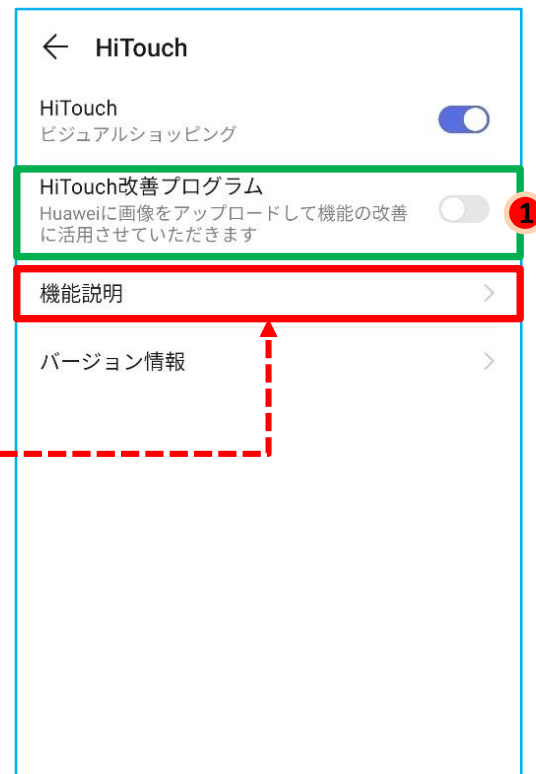 HiTouch
HiTouch
ビジュアルショッピング
HiTouch改善プログラム
Huaweiに画像をアップロードして機能の改善
に活用させていただきます
1
機能説明
バージョン情報